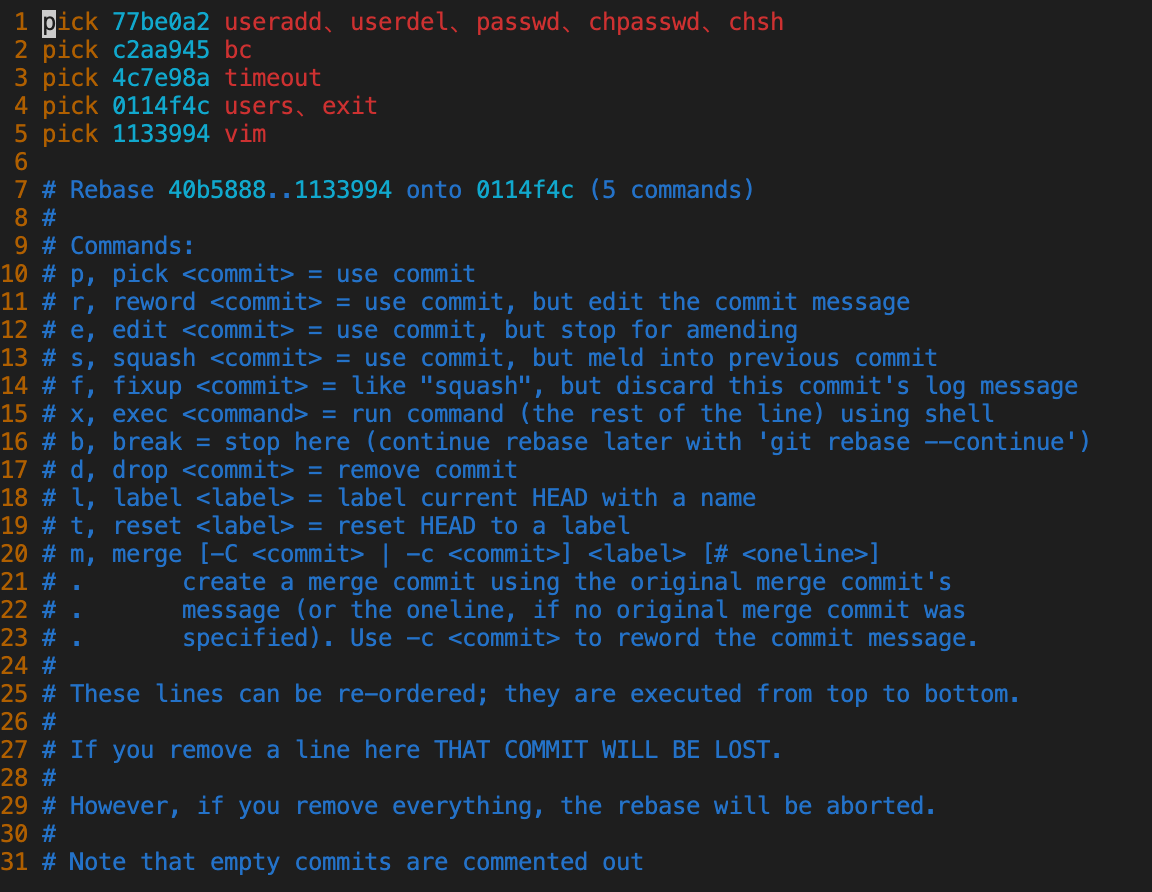 1 pick 77be0a2 useradd、userdel、passwd、chpasswd、chsh
2 pick c2aa945 bc
3 pick 4c7e98a timeout
4 pick 0114f4c users、exit
5 pick 1133994 vim
6
7 # Rebase 40b5888..1133994 onto 0114f4c (5 commands)
8 #
9 # Commands:
10 # p, pick <commit> = use commit
11 # r, reword <commit> = use commit, but edit the commit message
12 # e, edit <commit> = use commit, but stop for amending
13 # s, squash <commit> = use commit, but meld into previous commit
14 # f, fixup <commit> = like "squash", but discard this commit's log message
15 # x, exec <command> = run command (the rest of the line) using shell
16 # b, break = stop here (continue rebase later with 'git rebase --continue')
17 # d, drop <commit> = remove commit
18 # l, label <label> = label current HEAD with a name
19 # t, reset <label> = reset HEAD to a label
20 # m, merge [-C <commit> | -c <commit>] <label> [# <oneline>]
21 # .       create a merge commit using the original merge commit's
22 # .       message (or the oneline, if no original merge commit was
23 # .       specified). Use -c <commit> to reword the commit message.
24 #
25 # These lines can be re-ordered; they are executed from top to bottom.
26 #
27 # If you remove a line here THAT COMMIT WILL BE LOST.
28 #
29 # However, if you remove everything, the rebase will be aborted.
30 #
31 # Note that empty commits are commented out